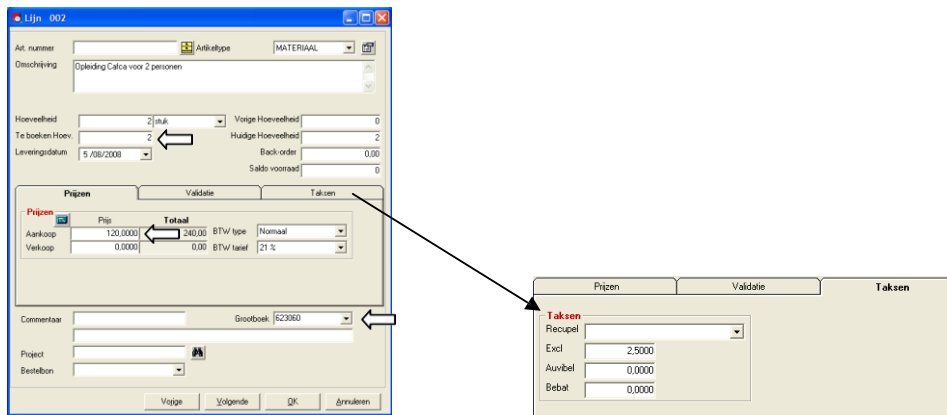 Lijn 002
Art. nummer Artikeltype MATERIAAL
Omschrijving Opleiding Cafca voor 2 personen
Hoeveelheid 2 stuk Vorige Hoeveelheid 0
Te boeken Hoev. 2 Huidige Hoeveelheid 2
Leveringsdatum 5 /08/2008 Back-order 0,00
Saldo voorraad 0
Prijzen Validatie Taksen
Prijzen
Prijs Totaal
Aankoop 120,0000 240,00 BTW type Normaal
Verkoop 0,0000 0,00 BTW tarief 21 %
Commentaar Grootboek 623060
Project
Bestelbon
Vorige Volgende OK Annuleren
Prijzen Validatie Taksen
Taksen
Recupel
Excl 2,5000
Auvibel 0,0000
Bebat 0,0000